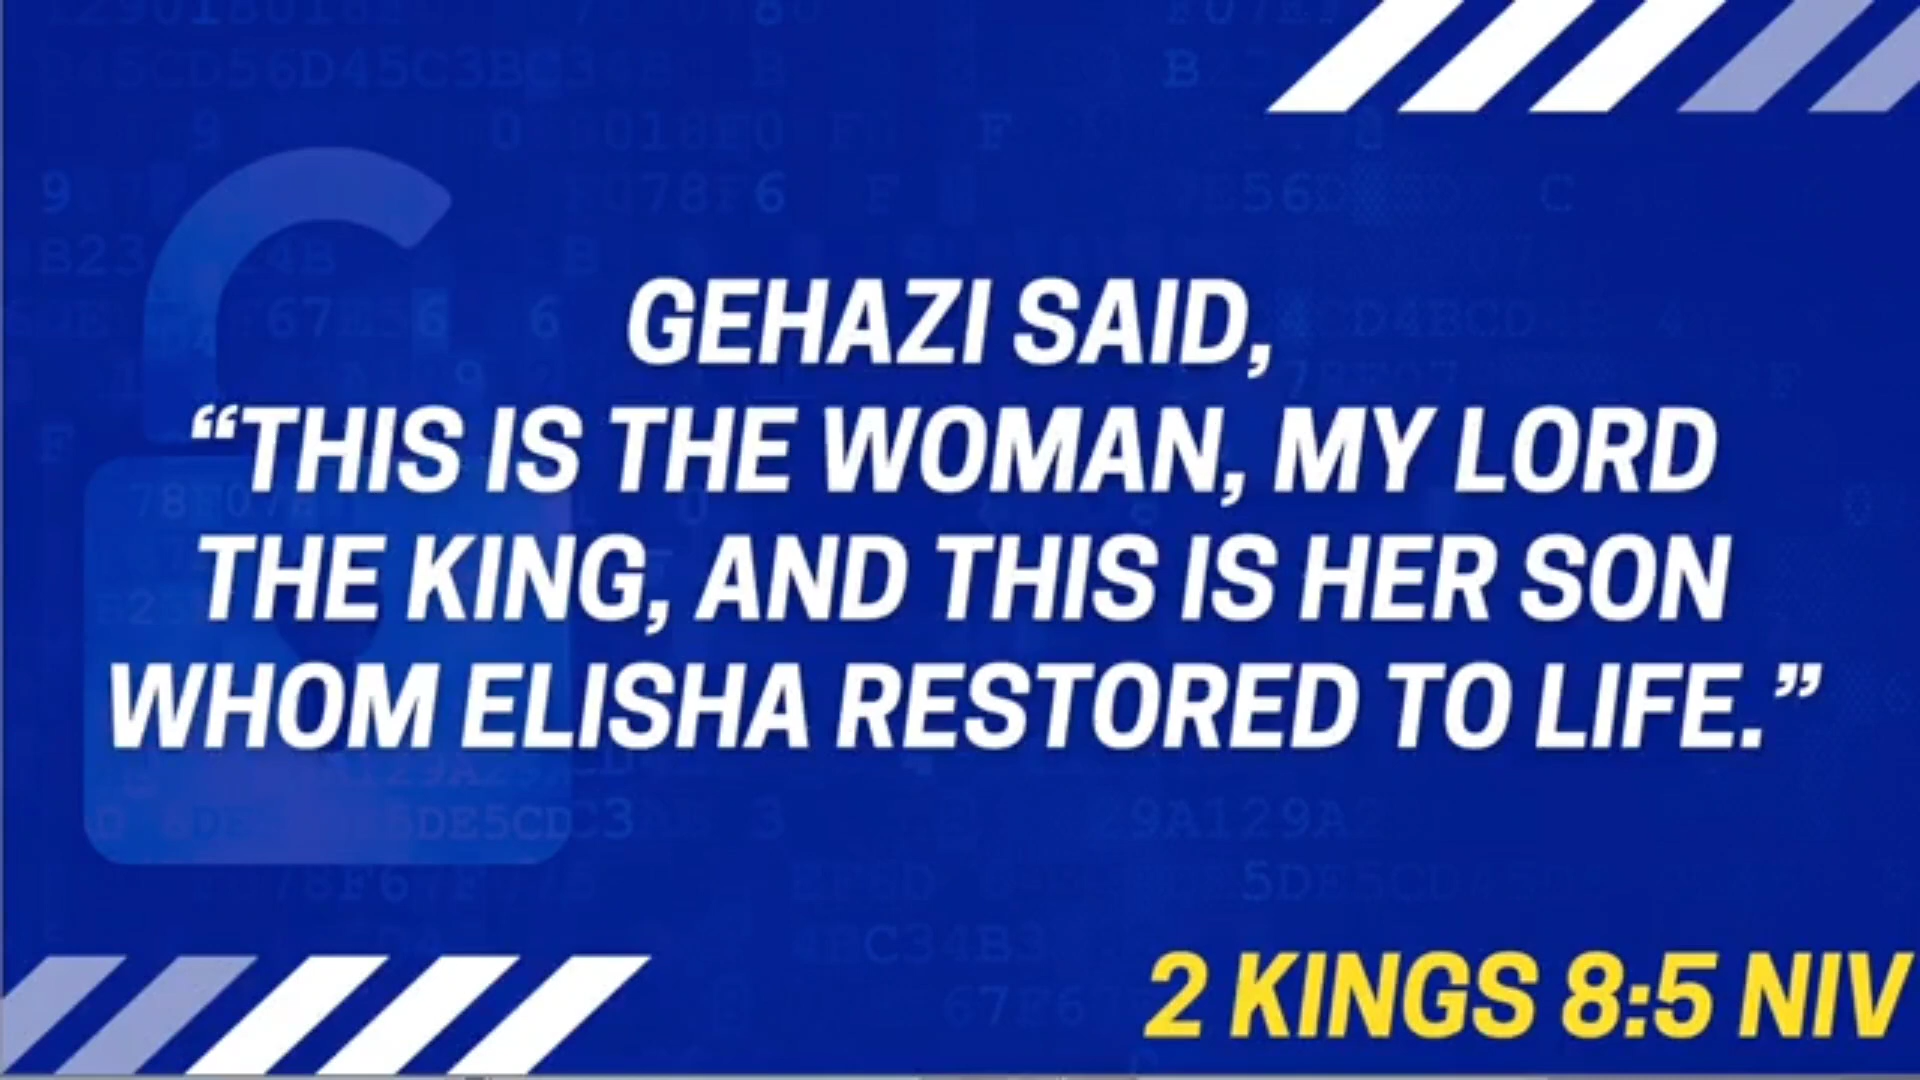 GEHAZI SAID,
“THIS IS THE WOMAN, MY LORD
THE KING, AND THIS IS HER SON
WHOM ELISHA RESTORED TO LIFE.”
2 KINGS 8:5 NIV